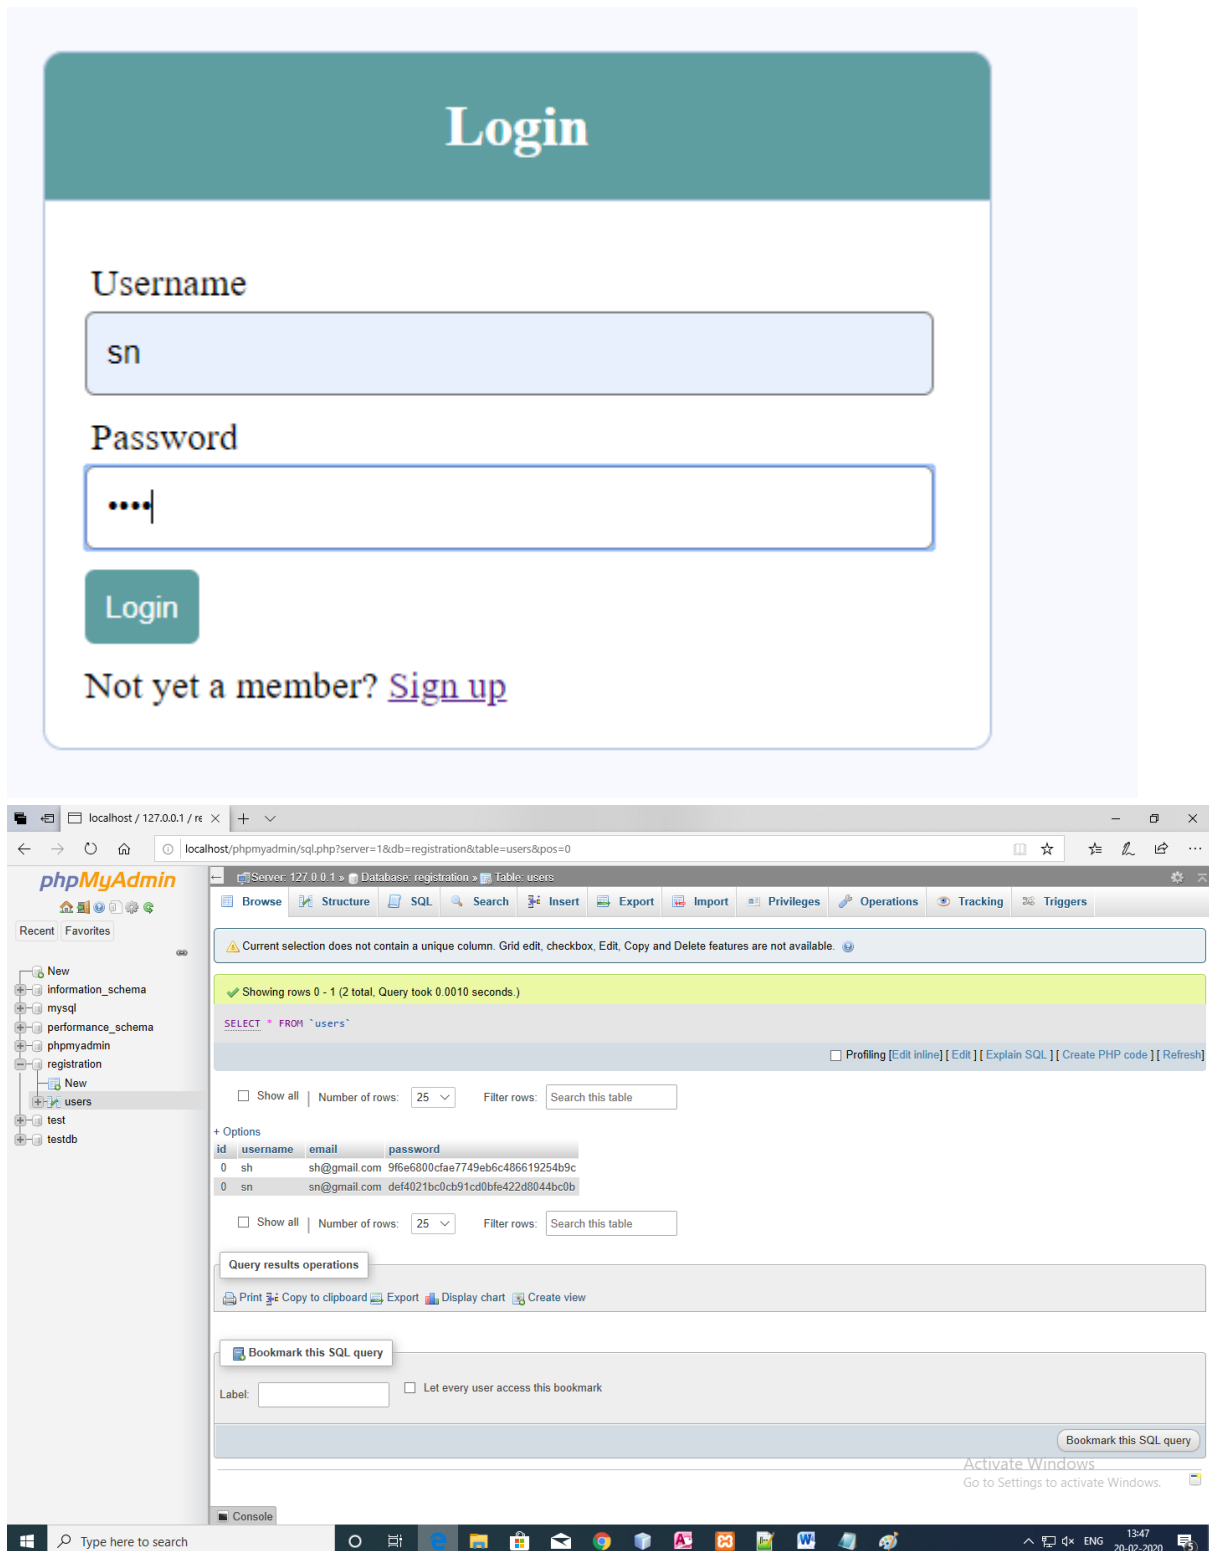 Login
Username
sn
Password
••••
Login
Not yet a member? Sign up
localhost / 127.0.0.1 / re
localhost/phpmyadmin/sql.php?server=1&db=registration&table=users&pos=0
phpMyAdmin
Recent Favorites
New
information_schema
mysql
performance_schema
phpmyadmin
registration
New
users
test
testdb
Server: 127.0.0.1 » Database: registration » Table: users
Browse Structure SQL Search Insert Export Import Privileges Operations Tracking Triggers
Current selection does not contain a unique column. Grid edit, checkbox, Edit, Copy and Delete features are not available.
Showing rows 0 - 1 (2 total, Query took 0.0010 seconds.)
SELECT * FROM `users`
Profiling [Edit inline] [ Edit ] [ Explain SQL ] [ Create PHP code ] [ Refresh]
Show all | Number of rows: 25 Filter rows: Search this table
+ Options
id username email password
0 sh sh@gmail.com 9f6e6800cfae7749eb6c486619254b9c
0 sn sn@gmail.com def4021bc0cb91cd0bfe422d8044bc0b
Show all | Number of rows: 25 Filter rows: Search this table
Query results operations
Print Copy to clipboard Export Display chart Create view
Bookmark this SQL query
Label: Let every user access this bookmark
Bookmark this SQL query
Activate Windows
Go to Settings to activate Windows.
Console
Type here to search
ENG
13:47
20-02-2020
5